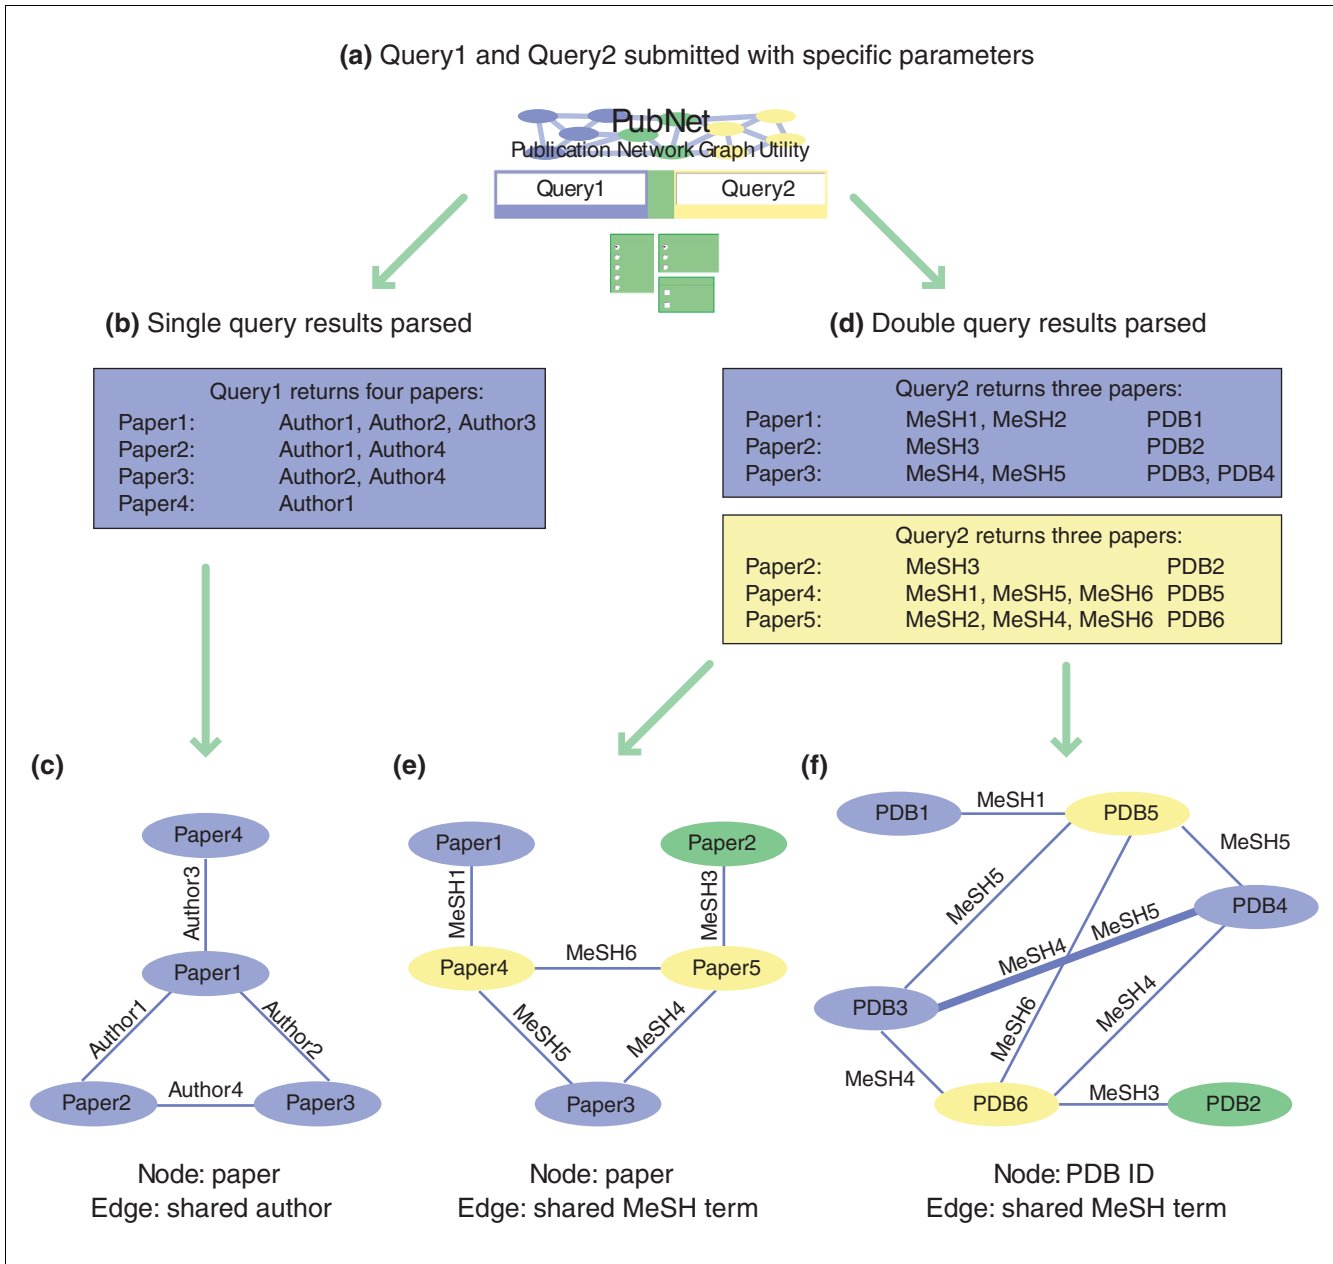 (a) Query1 and Query2 submitted with specific parameters
PubNet
Publication Network Graph Utility
Query1 Query2
(b) Single query results parsed
Query1 returns four papers:
Paper1: Author1, Author2, Author3
Paper2: Author1, Author4
Paper3: Author2, Author4
Paper4: Author1
(d) Double query results parsed
Query2 returns three papers:
Paper1: MeSH1, MeSH2 PDB1
Paper2: MeSH3 PDB2
Paper3: MeSH4, MeSH5 PDB3, PDB4
Query2 returns three papers:
Paper2: MeSH3 PDB2
Paper4: MeSH1, MeSH5, MeSH6 PDB5
Paper5: MeSH2, MeSH4, MeSH6 PDB6
(c)
Paper4
Author3
Paper1
Author1
Author2
Paper2
Author4
Paper3
Node: paper
Edge: shared author
(e)
Paper1
Paper2
MeSH1
MeSH3
Paper4
MeSH6
Paper5
MeSH5
MeSH4
Paper3
Node: paper
Edge: shared MeSH term
(f)
PDB1
MeSH1
PDB5
MeSH5
MeSH5
PDB4
MeSH4
MeSH5
PDB3
MeSH6
MeSH4
MeSH4
PDB6
MeSH3
PDB2
Node: PDB ID
Edge: shared MeSH term